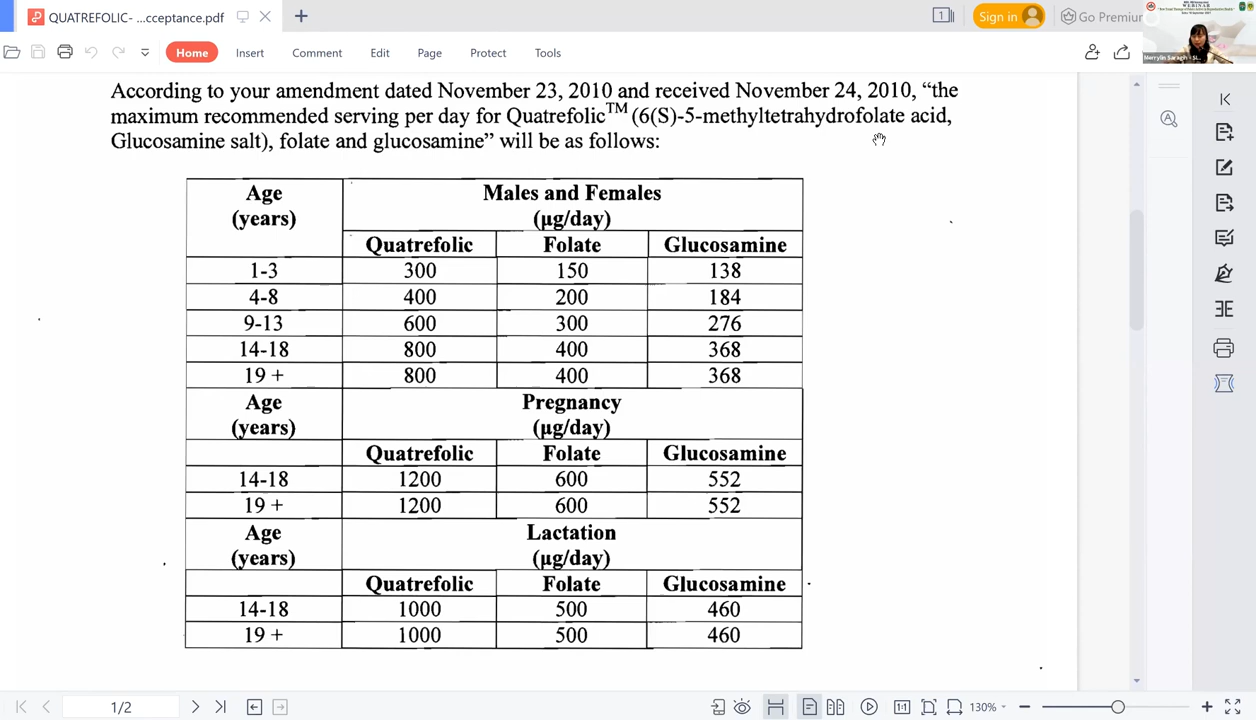 QUATREFOLIC- ...cceptance.pdf
1
Sign in
Go Premiu
WEBINAR
Home Insert Comment Edit Page Protect Tools
According to your amendment dated November 23, 2010 and received November 24, 2010, “the
maximum recommended serving per day for Quatrefolic™ (6(S)-5-methyltetrahydrofolate acid,
Glucosamine salt), folate and glucosamine” will be as follows:
Age (years) Males and Females (µg/day)
Quatrefolic Folate Glucosamine
1-3 300 150 138
4-8 400 200 184
9-13 600 300 276
14-18 800 400 368
19 + 800 400 368
Age (years) Pregnancy (µg/day)
Quatrefolic Folate Glucosamine
14-18 1200 600 552
19 + 1200 600 552
Age (years) Lactation (µg/day)
Quatrefolic Folate Glucosamine
14-18 1000 500 460
19 + 1000 500 460
1/2
1:1
130%